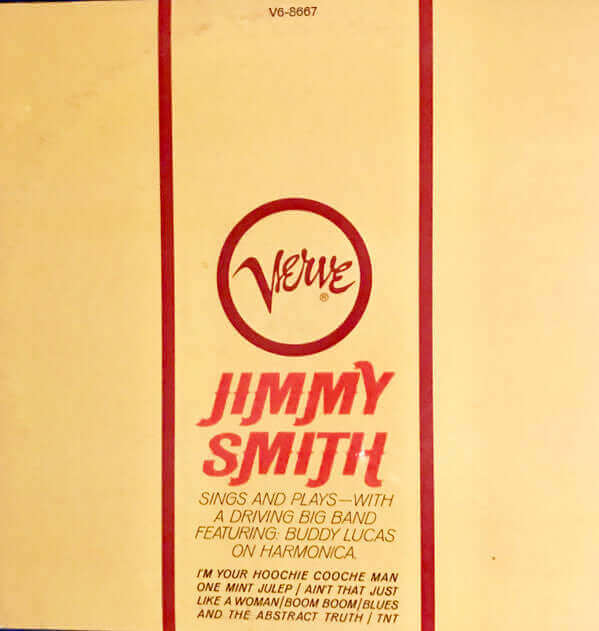 V6-8667
Verve
®
JIMMY
SMITH
SINGS AND PLAYS—WITH
A DRIVING BIG BAND
FEATURING: BUDDY LUCAS
ON HARMONICA.
I'M YOUR HOOCHIE COOCHE MAN
ONE MINT JULEP / AIN'T THAT JUST
LIKE A WOMAN/BOOM BOOM/BLUES
AND THE ABSTRACT TRUTH / TNT